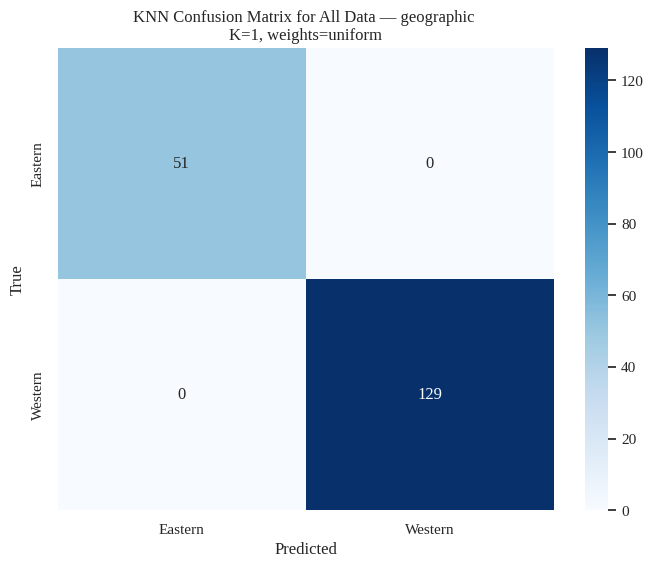 KNN Confusion Matrix for All Data — geographic
K=1, weights=uniform
True
Eastern
51
0
Western
0
129
Eastern
Western
Predicted
120
100
80
60
40
20
0